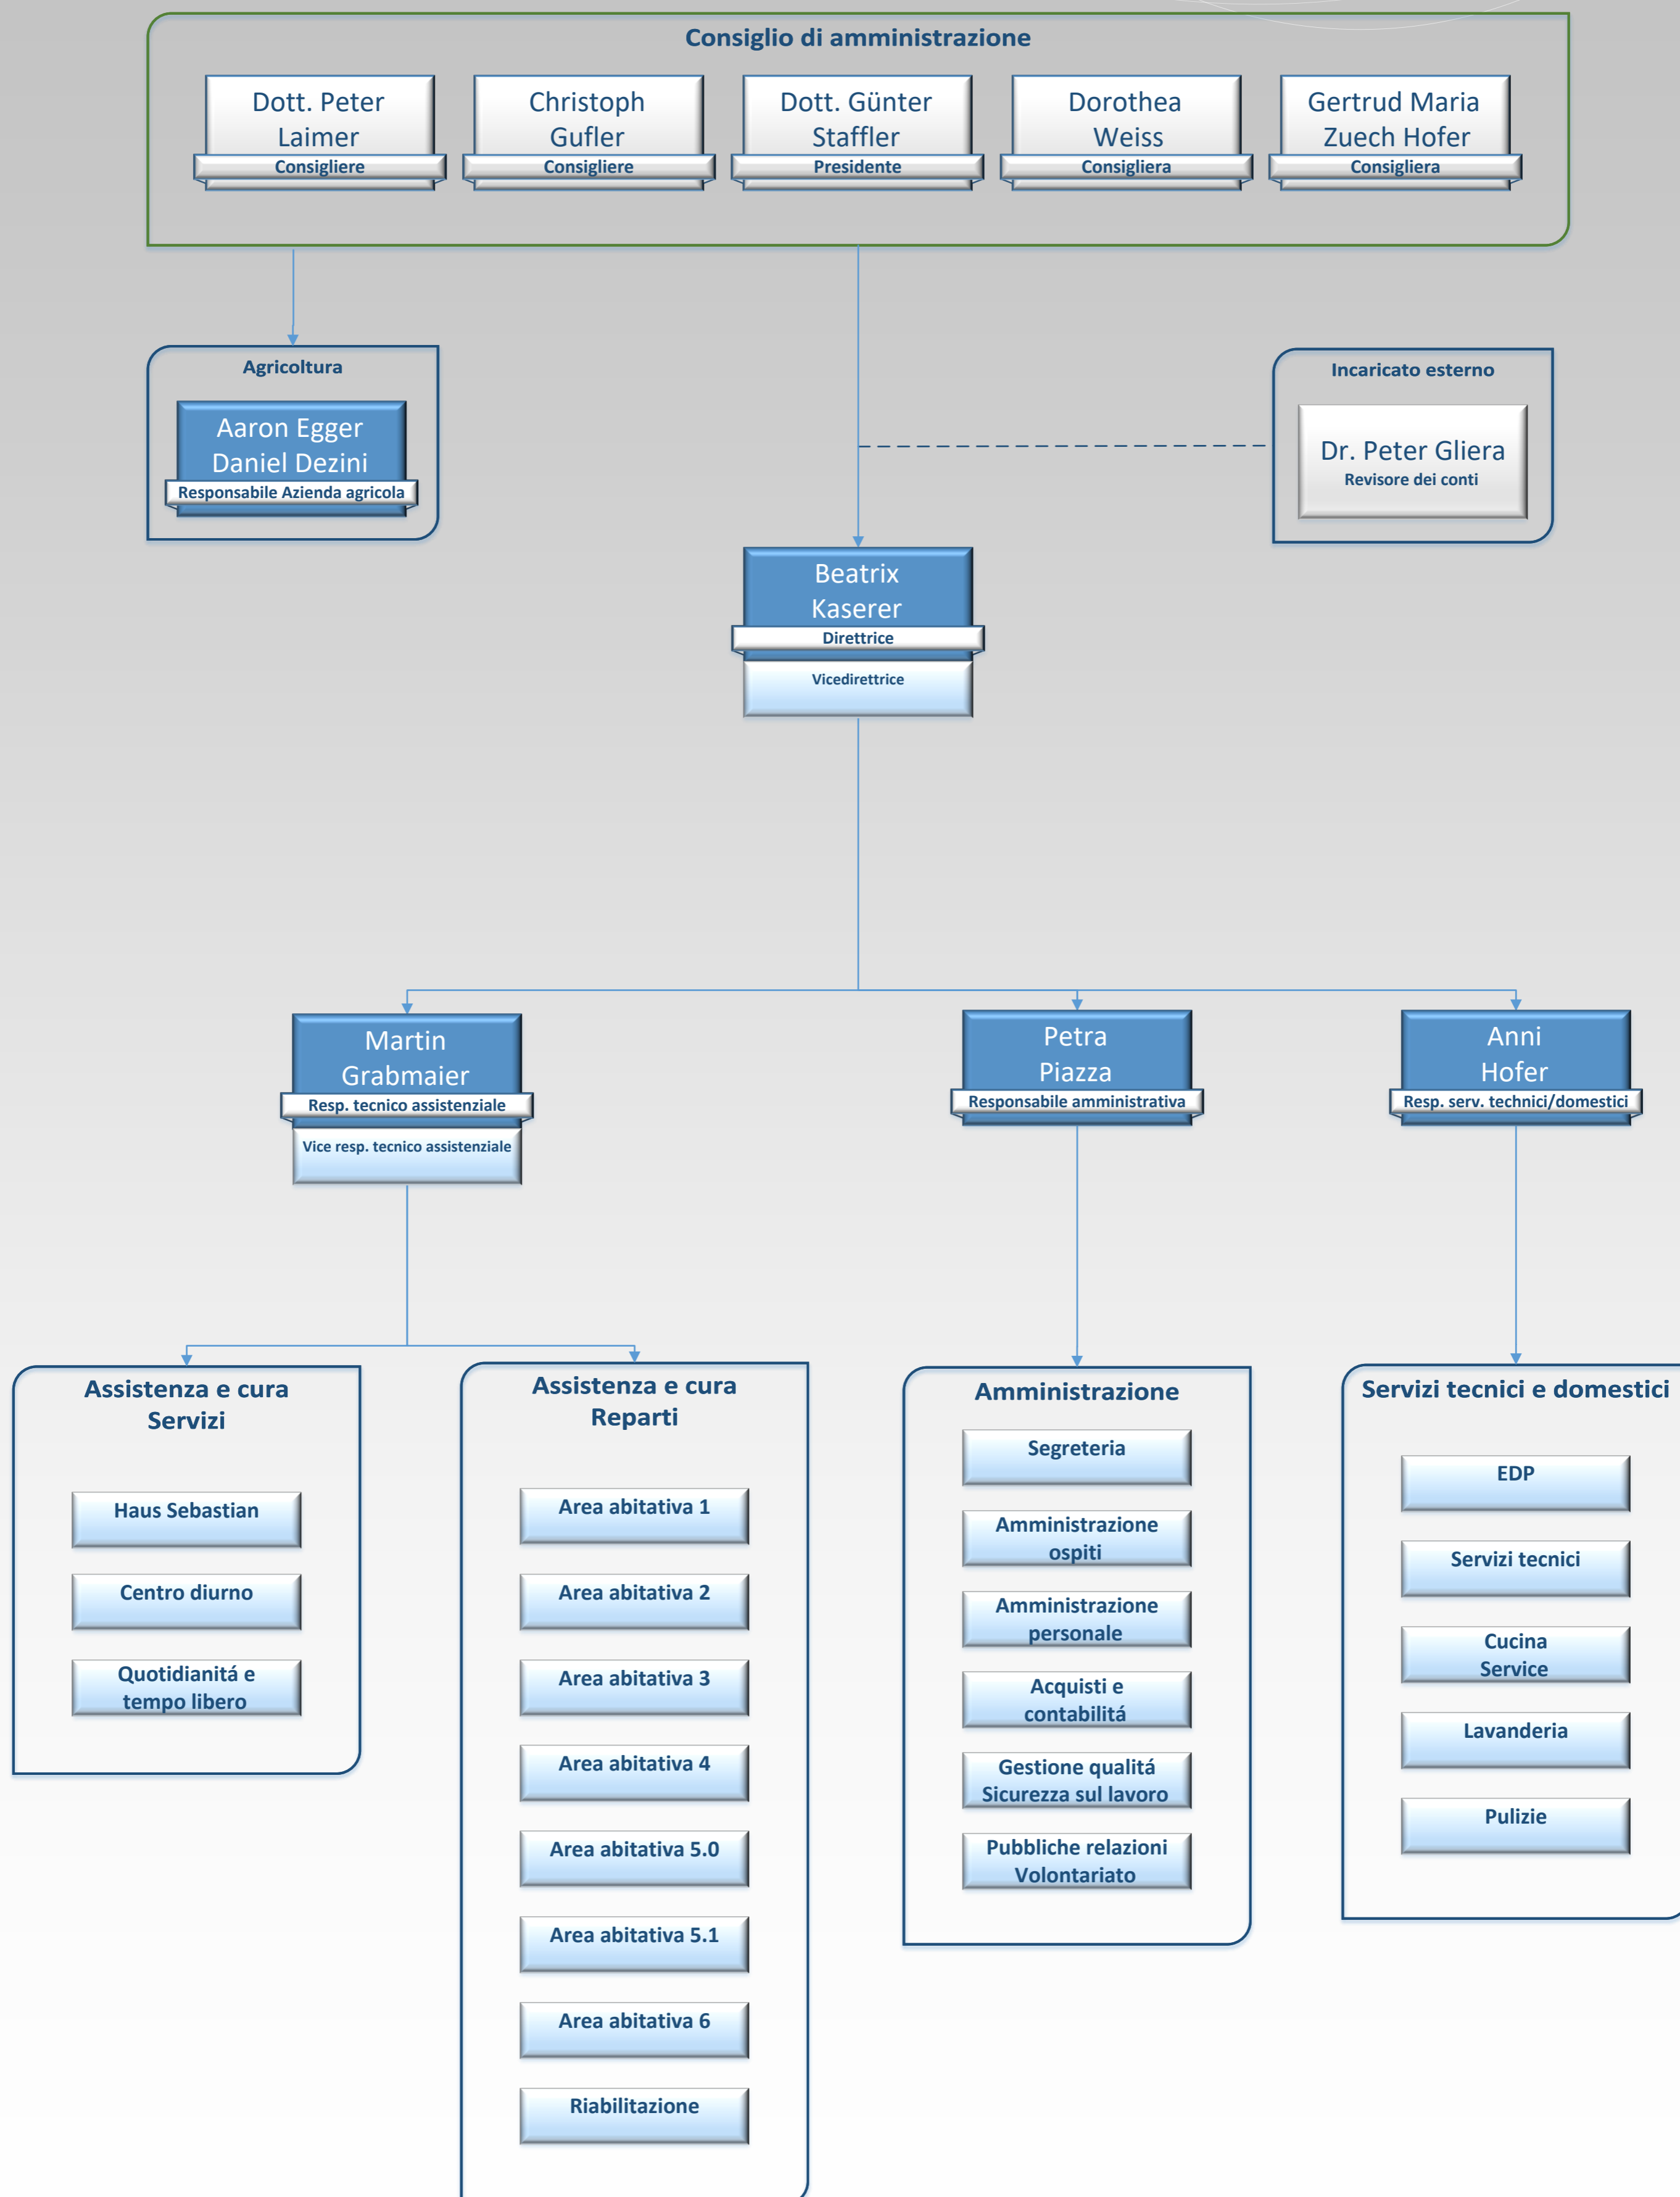 Consiglio di amministrazione
Dott. Peter
Laimer
Consigliere
Christoph
Gufler
Consigliere
Dott. Günter
Staffler
Presidente
Dorothea
Weiss
Consigliera
Gertrud Maria
Zuech Hofer
Consigliera
Agricoltura
Aaron Egger
Daniel Dezini
Responsabile Azienda agricola
Incaricato esterno
Dr. Peter Gliera
Revisore dei conti
Beatrix
Kaserer
Direttrice
Vicedirettrice
Martin
Grabmaier
Resp. tecnico assistenziale
Vice resp. tecnico assistenziale
Petra
Piazza
Responsabile amministrativa
Anni
Hofer
Resp. serv. technici/domestici
Assistenza e cura
Servizi
Haus Sebastian
Centro diurno
Quotidianitá e
tempo libero
Assistenza e cura
Reparti
Area abitativa 1
Area abitativa 2
Area abitativa 3
Area abitativa 4
Area abitativa 5.0
Area abitativa 5.1
Area abitativa 6
Riabilitazione
Amministrazione
Segreteria
Amministrazione
ospiti
Amministrazione
personale
Acquisti e
contabilitá
Gestione qualitá
Sicurezza sul lavoro
Pubbliche relazioni
Volontariato
Servizi tecnici e domestici
EDP
Servizi tecnici
Cucina
Service
Lavanderia
Pulizie